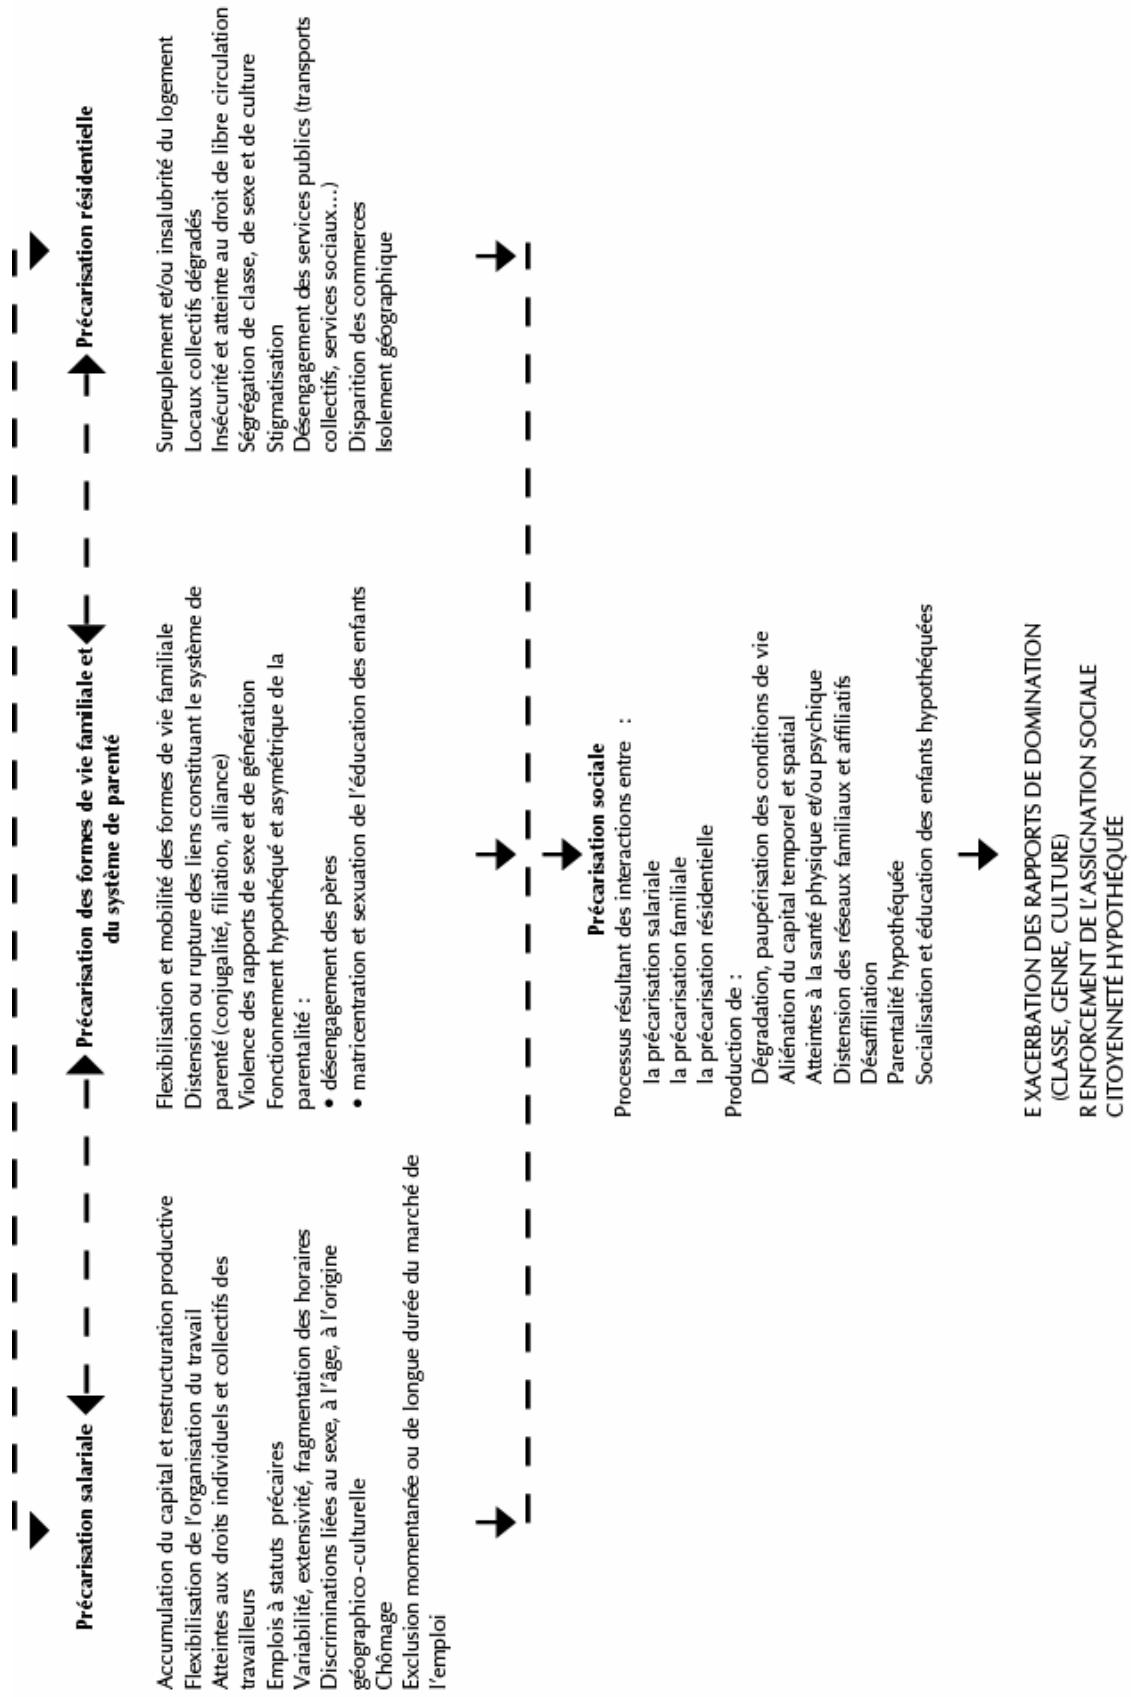 Précarisation salariale
Accumulation du capital et restructuration productive
Flexibilisation de l'organisation du travail
Atteintes aux droits individuels et collectifs des
travailleurs
Emplois à statuts précaires
Variabilité, extensivité, fragmentation des horaires
Discriminations liées au sexe, à l'âge, à l'origine
géographico-culturelle
Chômage
Exclusion momentanée ou de longue durée du marché de
l'emploi
Précarisation des formes de vie familiale et
du système de parenté
Flexibilisation et mobilité des formes de vie familiale
Distension ou rupture des liens constituant le système de
parenté (conjugalité, filiation, alliance)
Violence des rapports de sexe et de génération
Fonctionnement hypothéqué et asymétrique de la
parentalité :
• désengagement des pères
• matricentration et sexuation de l'éducation des enfants
Précarisation résidentielle
Surpeuplement et/ou insalubrité du logement
Locaux collectifs dégradés
Insécurité et atteinte au droit de libre circulation
Ségrégation de classe, de sexe et de culture
Stigmatisation
Désengagement des services publics (transports
collectifs, services sociaux...)
Disparition des commerces
Isolement géographique
Précarisation sociale
Processus résultant des interactions entre :
la précarisation salariale
la précarisation familiale
la précarisation résidentielle
Production de :
Dégradation, paupérisation des conditions de vie
Aliénation du capital temporel et spatial
Atteintes à la santé physique et/ou psychique
Distension des réseaux familiaux et affiliatifs
Désaffiliation
Parentalité hypothéquée
Socialisation et éducation des enfants hypothéquées
EXACERBATION DES RAPPORTS DE DOMINATION
(CLASSE, GENRE, CULTURE)
RENFORCEMENT DE L'ASSIGNATION SOCIALE
CITOYENNETÉ HYPOTHÉQUÉE